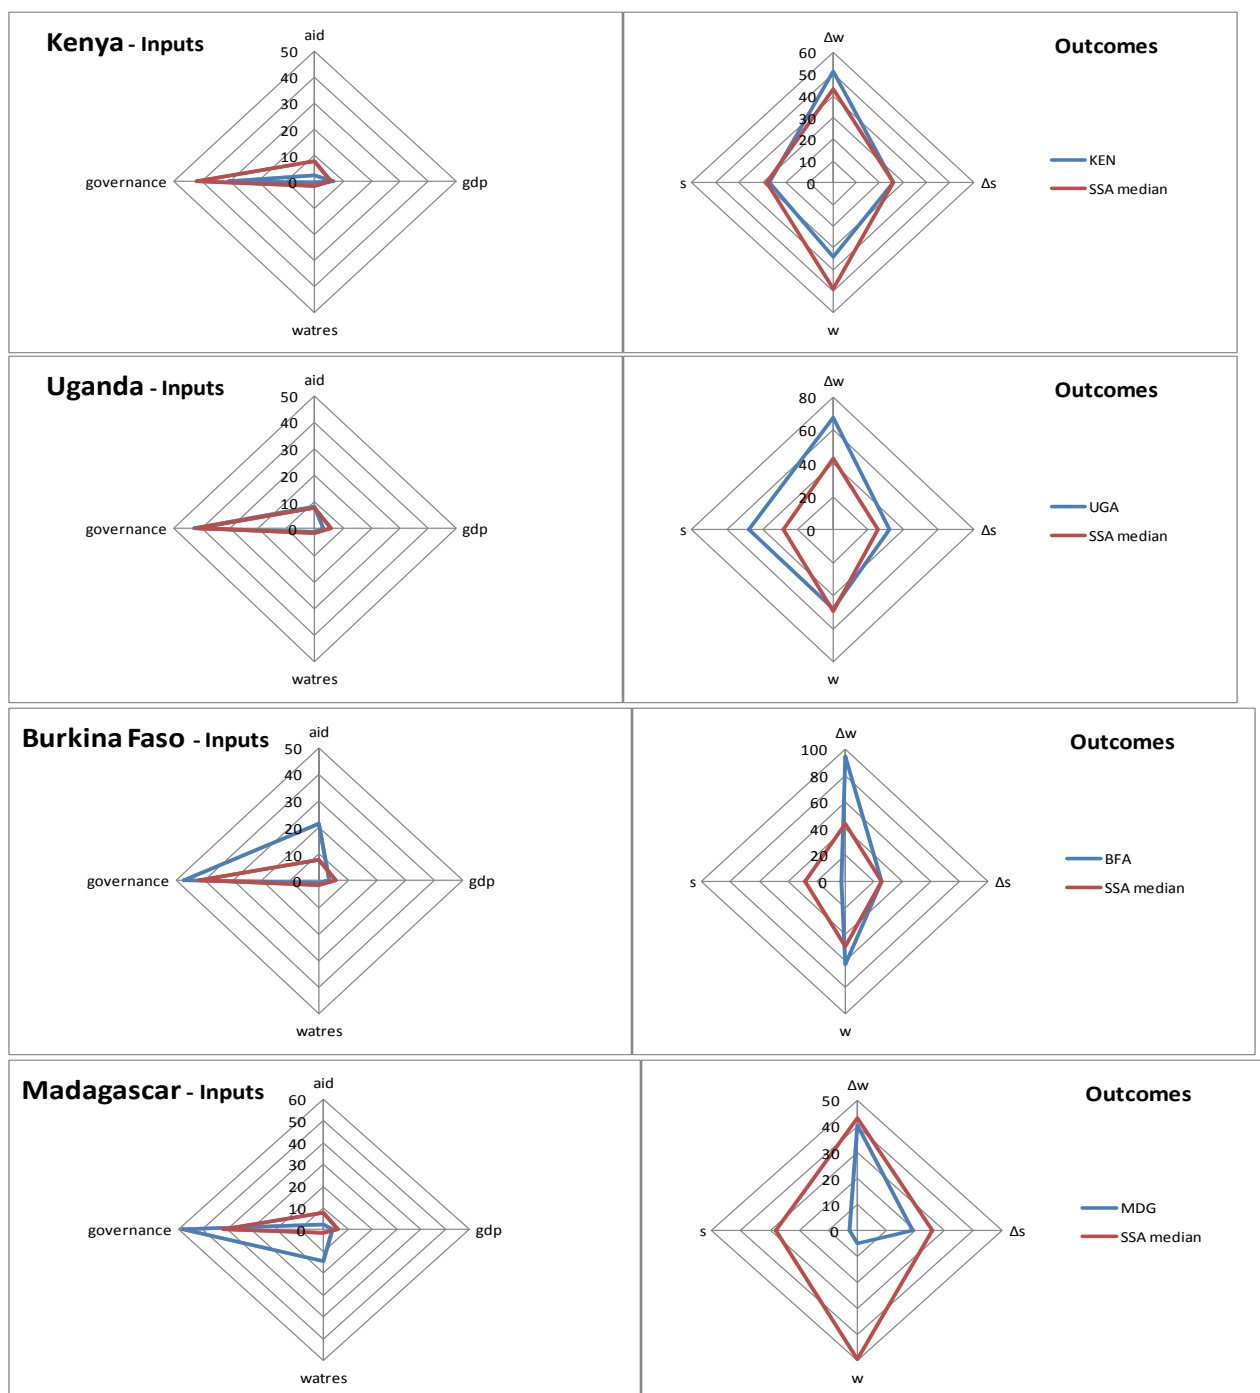 Kenya - Inputs
aid
50
40
30
20
10
0
governance
gdp
watres
Outcomes
Δw
60
50
40
30
20
10
0
s
Δs
w
KEN
SSA median
Uganda - Inputs
aid
50
40
30
20
10
0
governance
gdp
watres
Outcomes
Δw
80
60
40
20
0
s
Δs
w
UGA
SSA median
Burkina Faso - Inputs
aid
50
40
30
20
10
0
governance
gdp
watres
Outcomes
Δw
100
80
60
40
20
0
s
Δs
w
BFA
SSA median
Madagascar - Inputs
aid
60
50
40
30
20
10
0
governance
gdp
watres
Outcomes
Δw
50
40
30
20
10
0
s
Δs
w
MDG
SSA median